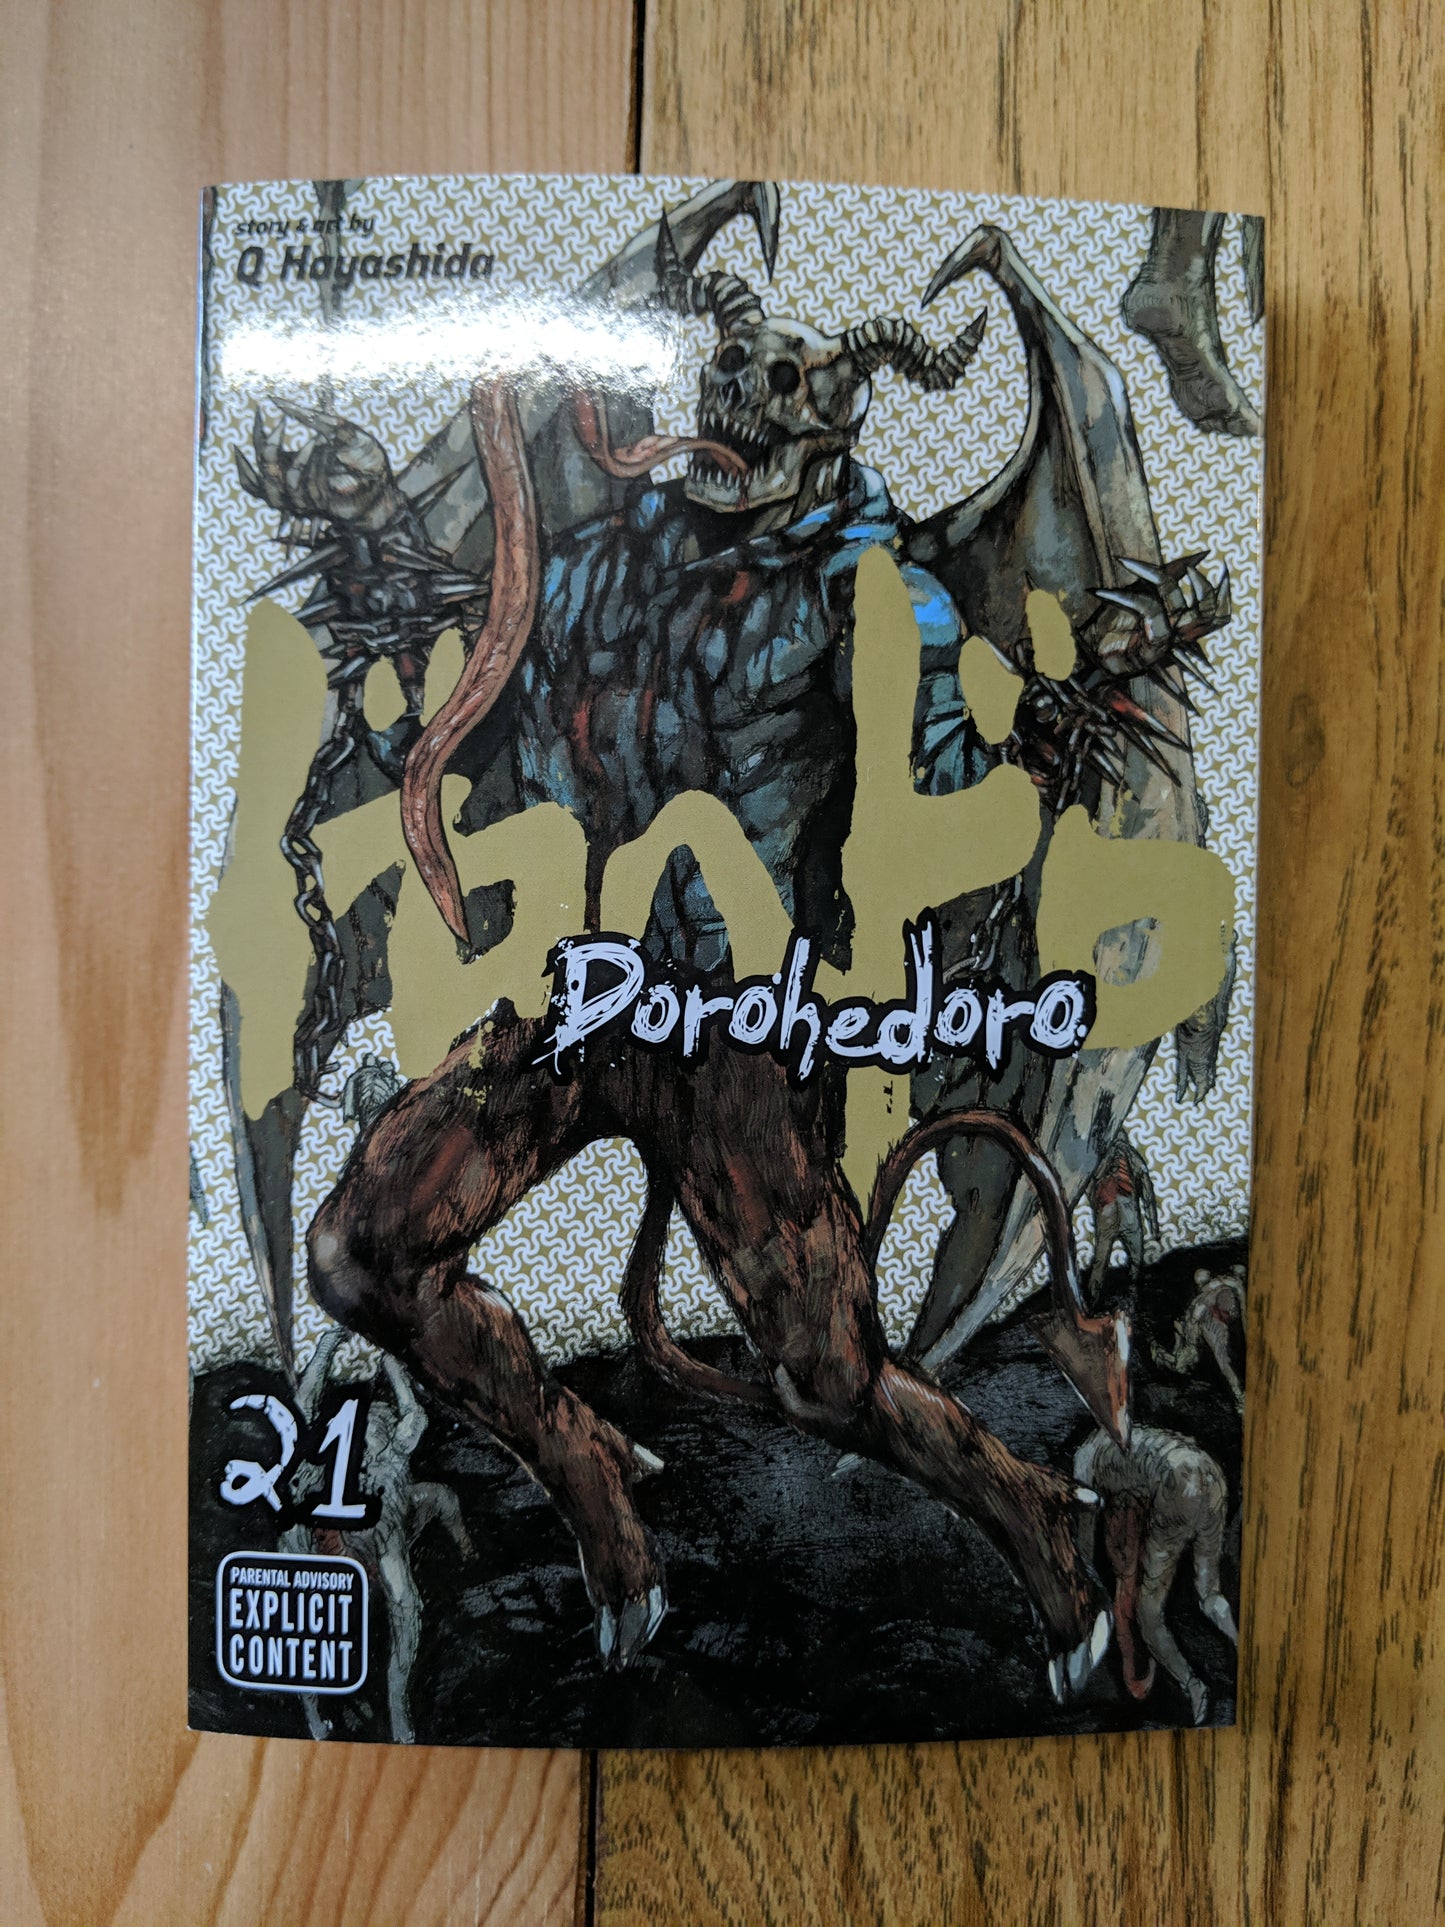 story & art by
Q Hayashida
ドロヘドロ
Dorohedoro
21
PARENTAL ADVISORY
EXPLICIT
CONTENT